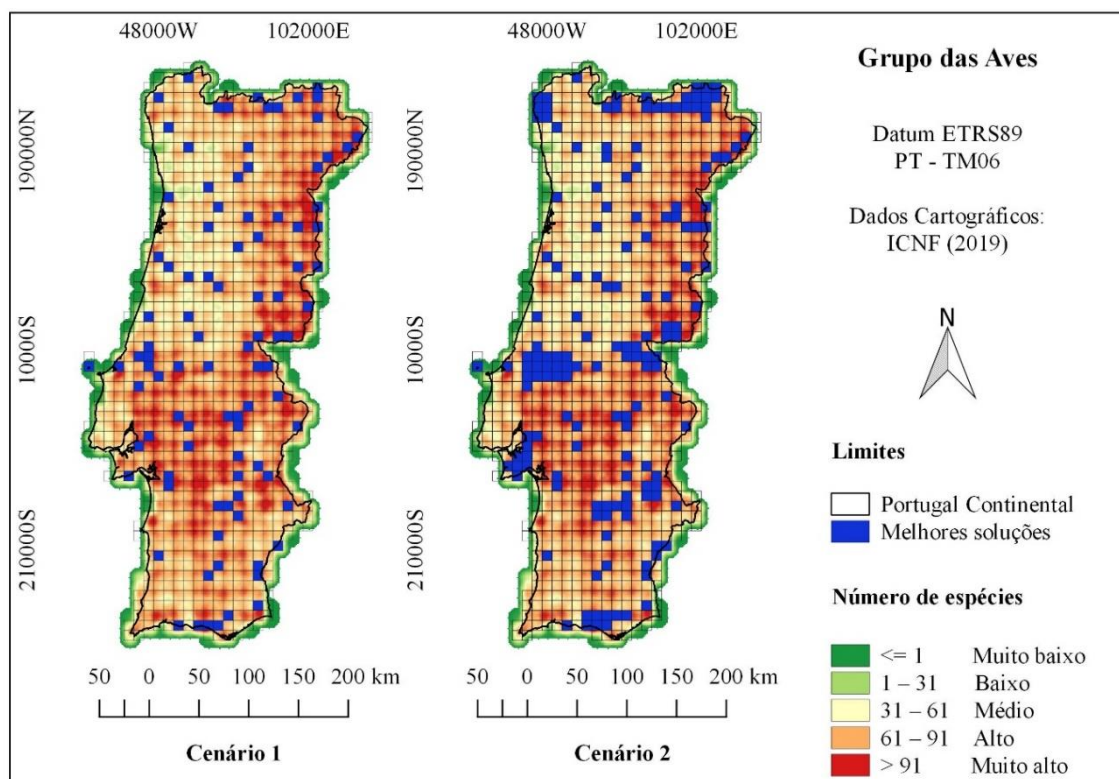 48000W 102000E
190000N
10000S
210000S
50 0 50 100 150 200 km
Cenário 1
48000W 102000E
190000N
10000S
210000S
50 0 50 100 150 200 km
Cenário 2
Grupo das Aves
Datum ETRS89
PT - TM06
Dados Cartográficos:
ICNF (2019)
N
Limites
Portugal Continental
Melhores soluções
Número de espécies
<= 1 Muito baixo
1 – 31 Baixo
31 – 61 Médio
61 – 91 Alto
> 91 Muito alto